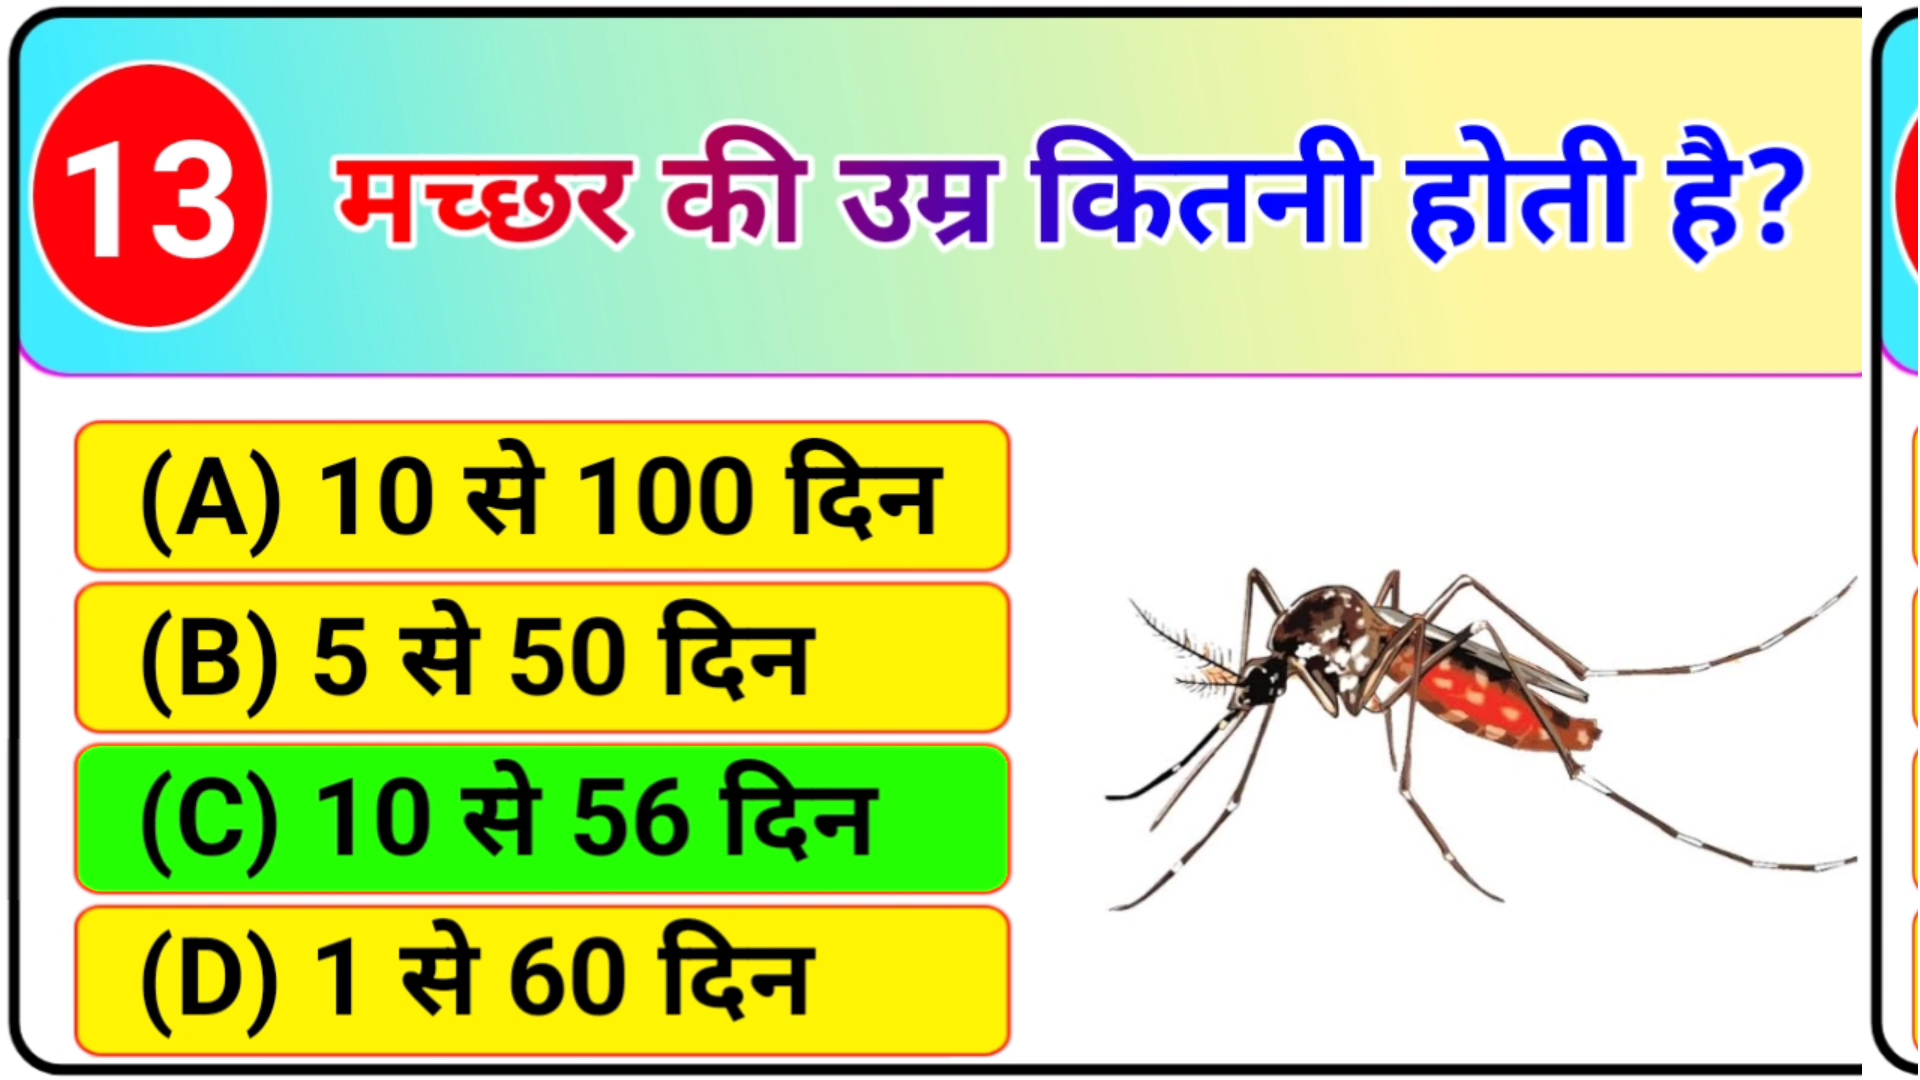 13
मच्छर की उम्र कितनी होती है?
(A) 10 से 100 दिन
(B) 5 से 50 दिन
(C) 10 से 56 दिन
(D) 1 से 60 दिन